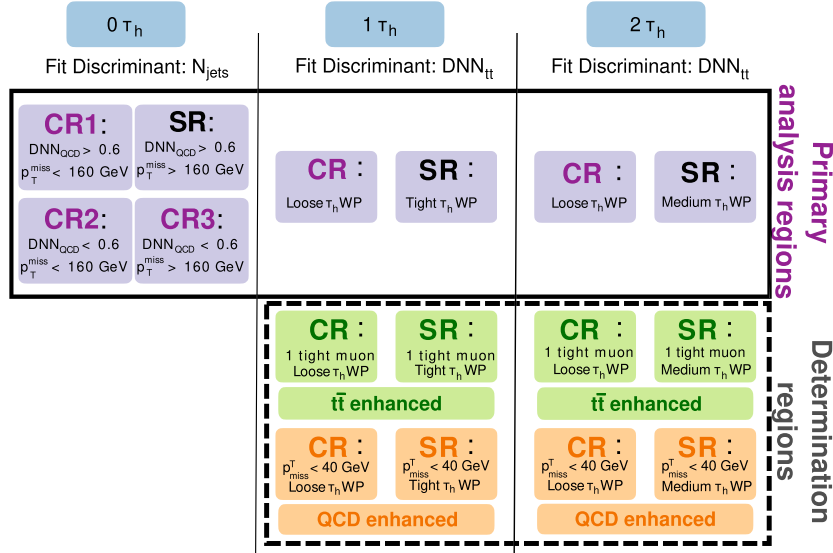 0 τh
1 τh
2 τh
Fit Discriminant: Njets
Fit Discriminant: DNNtt
Fit Discriminant: DNNtt
CR1:
DNNQCD > 0.6
pTmiss < 160 GeV
SR:
DNNQCD > 0.6
pTmiss > 160 GeV
CR2:
DNNQCD < 0.6
pTmiss < 160 GeV
CR3:
DNNQCD < 0.6
pTmiss > 160 GeV
CR:
Loose τh WP
SR:
Tight τh WP
CR:
Loose τh WP
SR:
Medium τh WP
Primary
analysis regions
CR:
1 tight muon
Loose τh WP
SR:
1 tight muon
Tight τh WP
tt̅ enhanced
CR:
1 tight muon
Loose τh WP
SR:
1 tight muon
Medium τh WP
tt̅ enhanced
CR:
pTmiss < 40 GeV
Loose τh WP
SR:
pTmiss < 40 GeV
Tight τh WP
QCD enhanced
CR:
pTmiss < 40 GeV
Loose τh WP
SR:
pTmiss < 40 GeV
Medium τh WP
QCD enhanced
Determination
regions